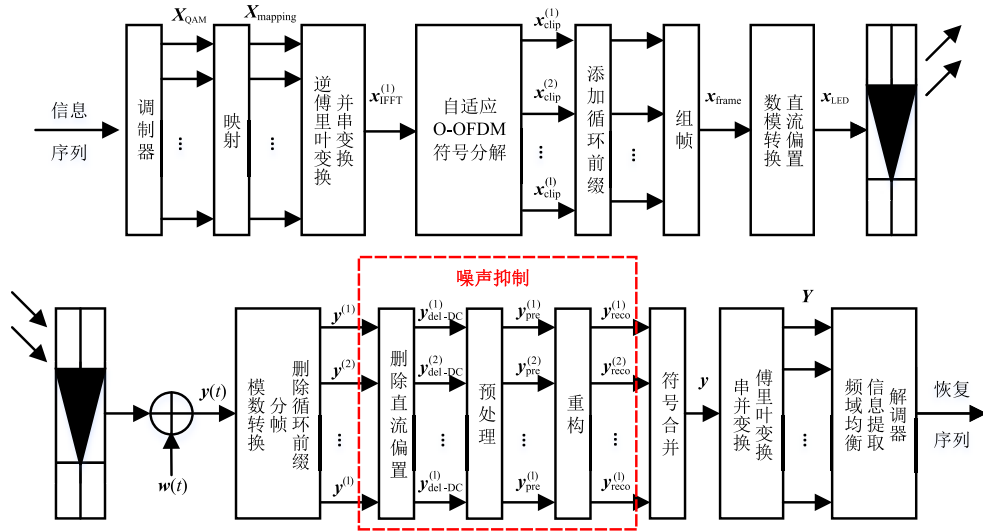 信息
序列
调制器
X_QAM
...
映射
X_mapping
...
逆傅里叶变换
并串变换
x_IFFT^(1)
自适应
O-OFDM
符号分解
x_clip^(1)
x_clip^(2)
...
x_clip^(l)
添加循环前缀
...
组帧
x_frame
数模转换
直流偏置
x_LED
噪声抑制
w(t)
y(t)
模数转换
分帧
删除循环前缀
y^(1)
y^(2)
...
y^(l)
删除直流偏置
y_del-DC^(1)
y_del-DC^(2)
...
y_del-DC^(l)
预处理
y_pre^(1)
y_pre^(2)
...
y_pre^(l)
重构
y_reco^(1)
y_reco^(2)
...
y_reco^(l)
符号合并
y
串并变换
傅里叶变换
Y
...
频域均衡
信息提取
解调器
恢复
序列